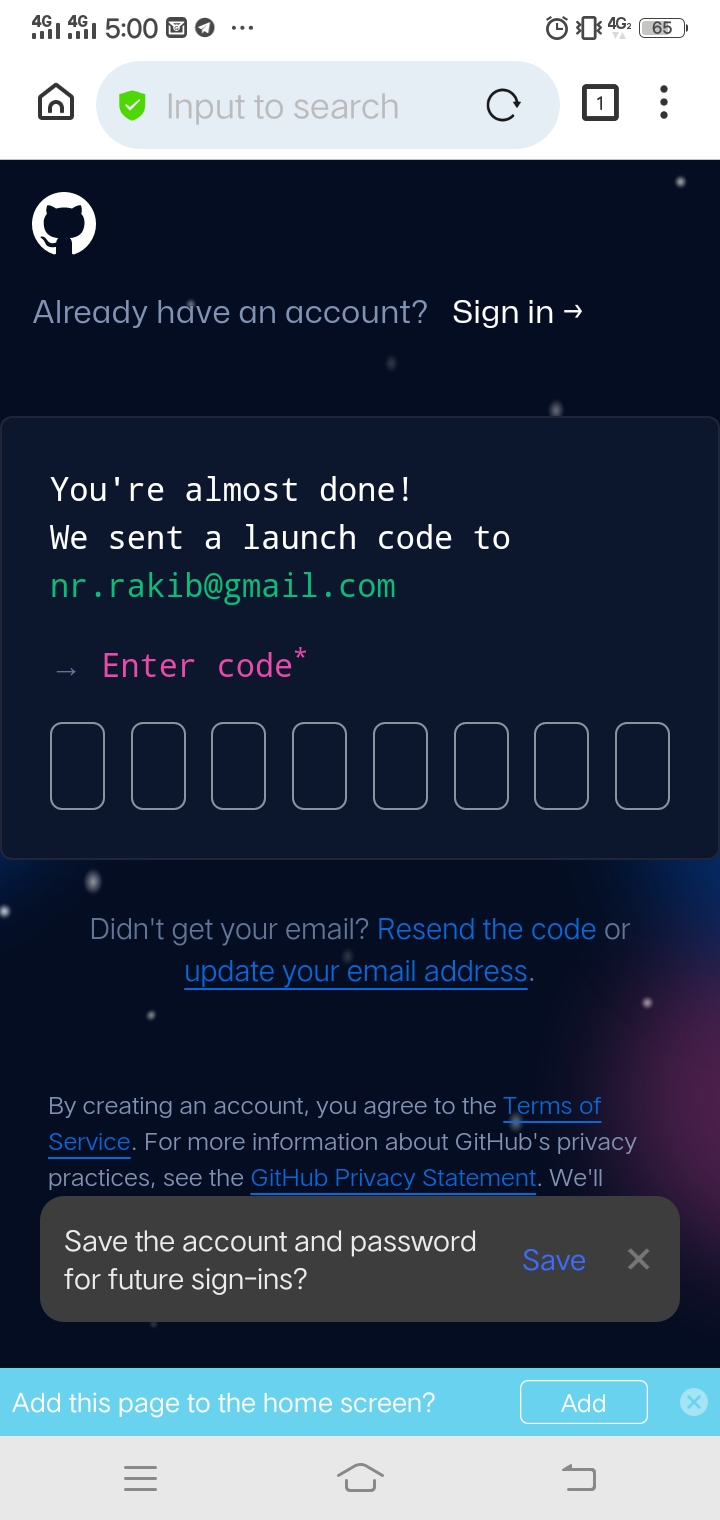 4G 4G 5:00 ... 4G2 65
Input to search 1
Already have an account? Sign in →
You're almost done!
We sent a launch code to
nr.rakib@gmail.com
→ Enter code*
Didn't get your email? Resend the code or
update your email address.
By creating an account, you agree to the Terms of
Service. For more information about GitHub's privacy
practices, see the GitHub Privacy Statement. We'll
Save the account and password
for future sign-ins?
Save
Add this page to the home screen? Add